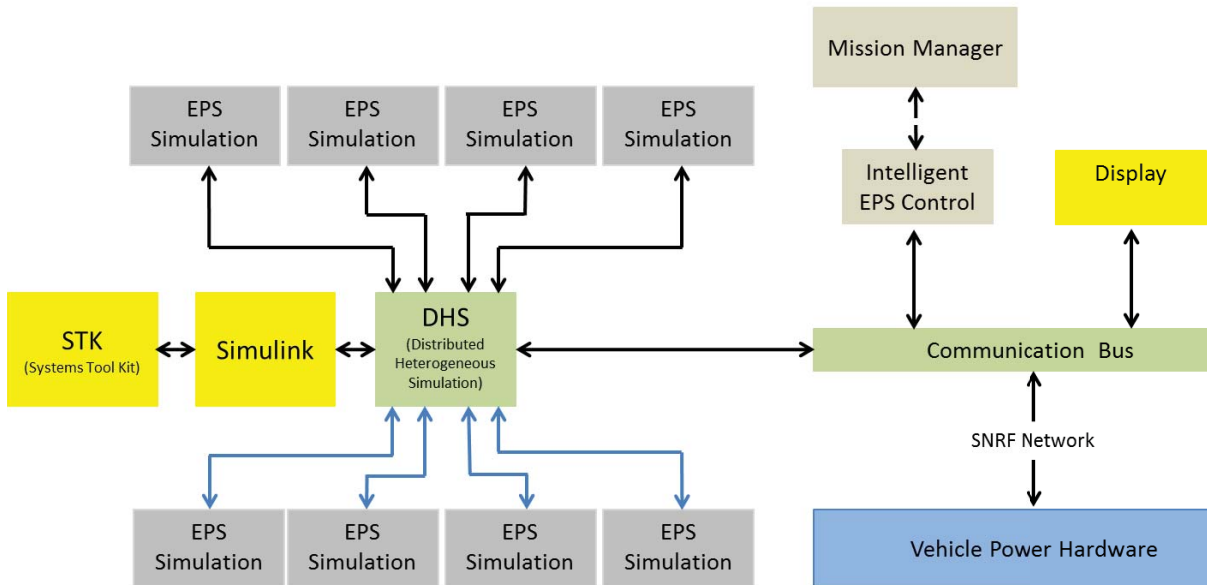 Mission Manager
EPS
Simulation
EPS
Simulation
EPS
Simulation
EPS
Simulation
Intelligent
EPS Control
Display
STK
(Systems Tool Kit)
Simulink
DHS
(Distributed
Heterogeneous
Simulation)
Communication Bus
SNRF Network
EPS
Simulation
EPS
Simulation
EPS
Simulation
EPS
Simulation
Vehicle Power Hardware